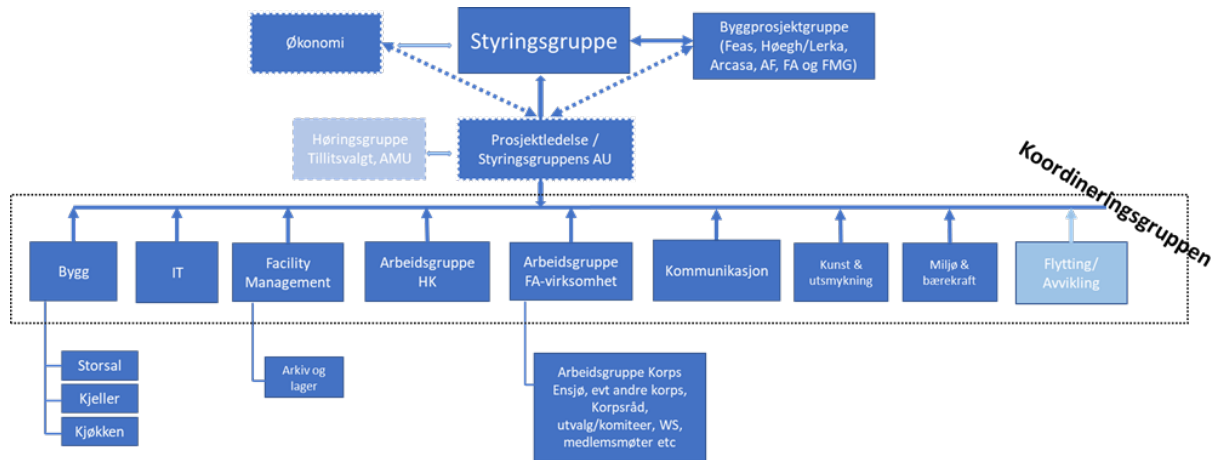 Økonomi
Styringsgruppe
Byggprosjektgruppe
(Feas, Høegh/Lerka,
Arcasa, AF, FA og FMG)
Høringsgruppe
Tillitsvalgt, AMU
Prosjektledelse /
Styringsgruppens AU
Koordineringsgruppen
Bygg
IT
Facility
Management
Arbeidsgruppe
HK
Arbeidsgruppe
FA-virksomhet
Kommunikasjon
Kunst &
utsmykning
Miljø &
bærekraft
Flytting/
Avvikling
Storsal
Kjeller
Kjøkken
Arkiv og
lager
Arbeidsgruppe Korps
Ensjø, evt andre korps,
Korpsråd,
utvalg/komiteer, WS,
medlemsmøter etc